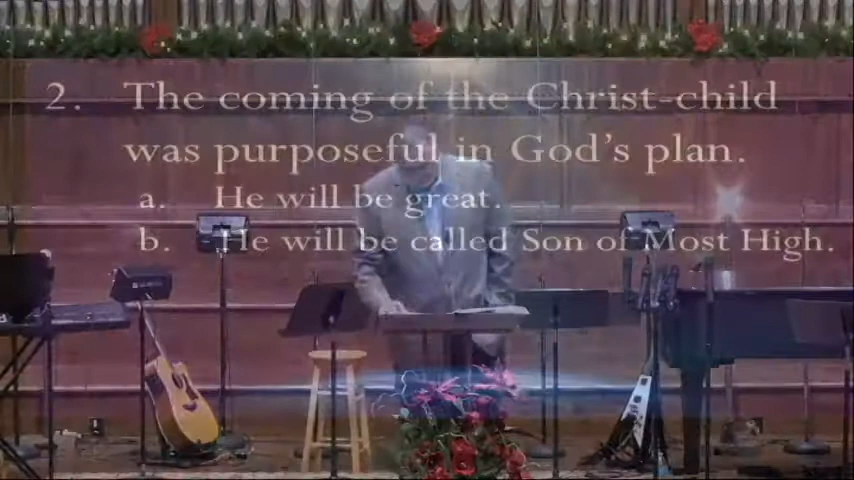 2. The coming of the Christ-child
was purposeful in God's plan.
a. He will be great.
b. He will be called Son of Most High.